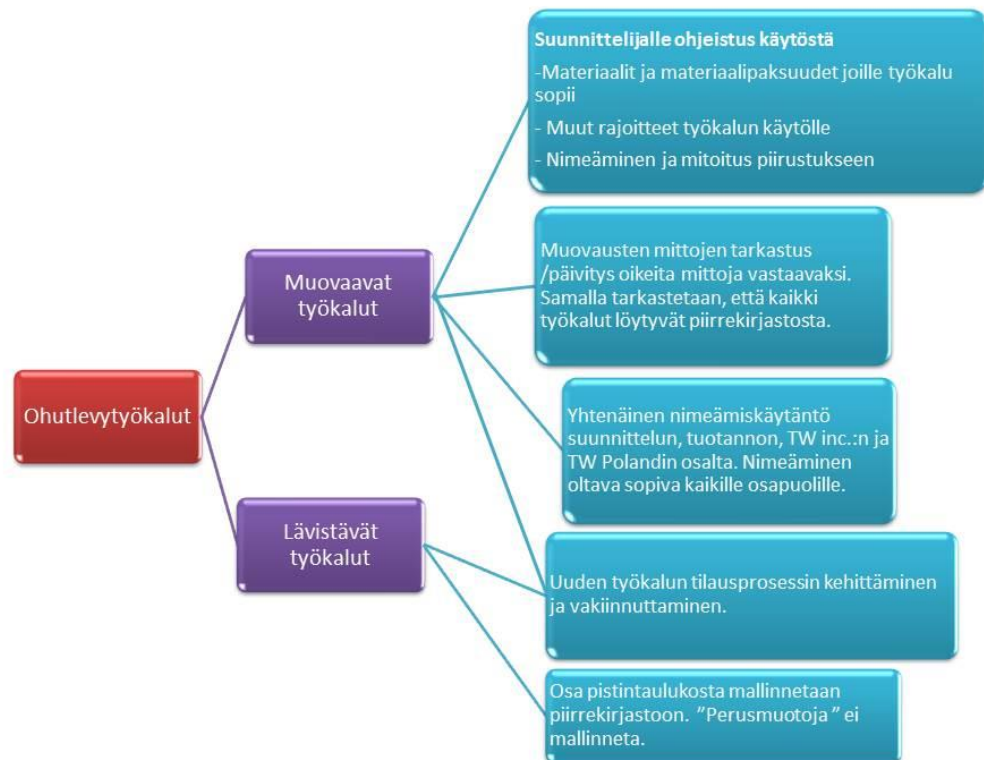 Ohutlevytyökalut
Muovaavat
työkalut
Lävistävät
työkalut
Suunnittelijalle ohjeistus käytöstä
-Materiaalit ja materiaalipaksuudet joille työkalu
sopii
- Muut rajoitteet työkalun käytölle
- Nimeäminen ja mitoitus piirustukseen
Muovausten mittojen tarkastus
/päivitys oikeita mittoja vastaavaksi.
Samalla tarkastetaan, että kaikki
työkalut löytyvät piirrekirjastosta.
Yhtenäinen nimeämiskäytäntö
suunnittelun, tuotannon, TW inc.:n ja
TW Polandin osalta. Nimeäminen
oltava sopiva kaikille osapuolille.
Uuden työkalun tilausprosessin kehittäminen
ja vakiinnuttaminen.
Osa pistintaulukosta mallinnetaan
piirrekirjastoon. ”Perusmuotoja ” ei
mallinneta.